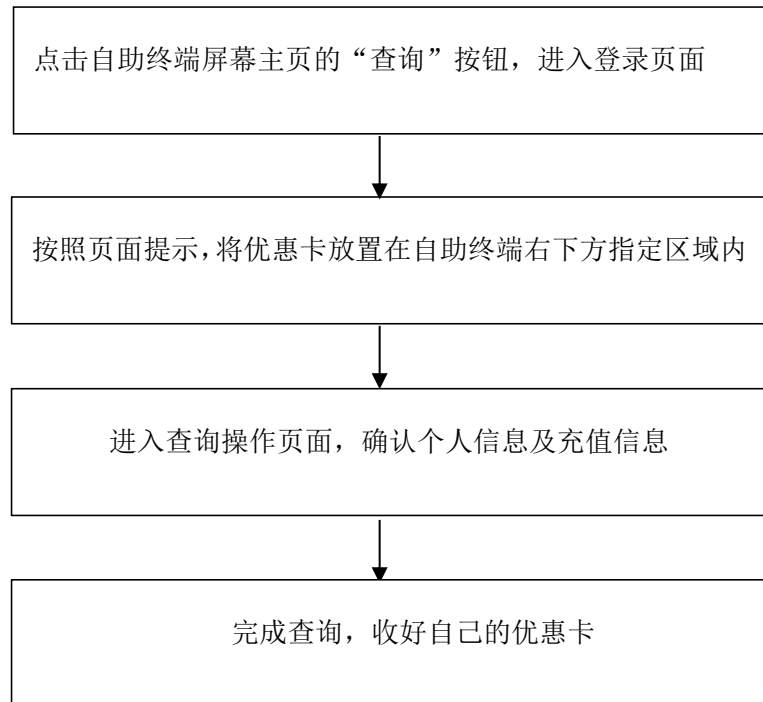 点击自助终端屏幕主页的“查询”按钮，进入登录页面
按照页面提示，将优惠卡放置在自助终端右下方指定区域内
进入查询操作页面，确认个人信息及充值信息
完成查询，收好自己的优惠卡